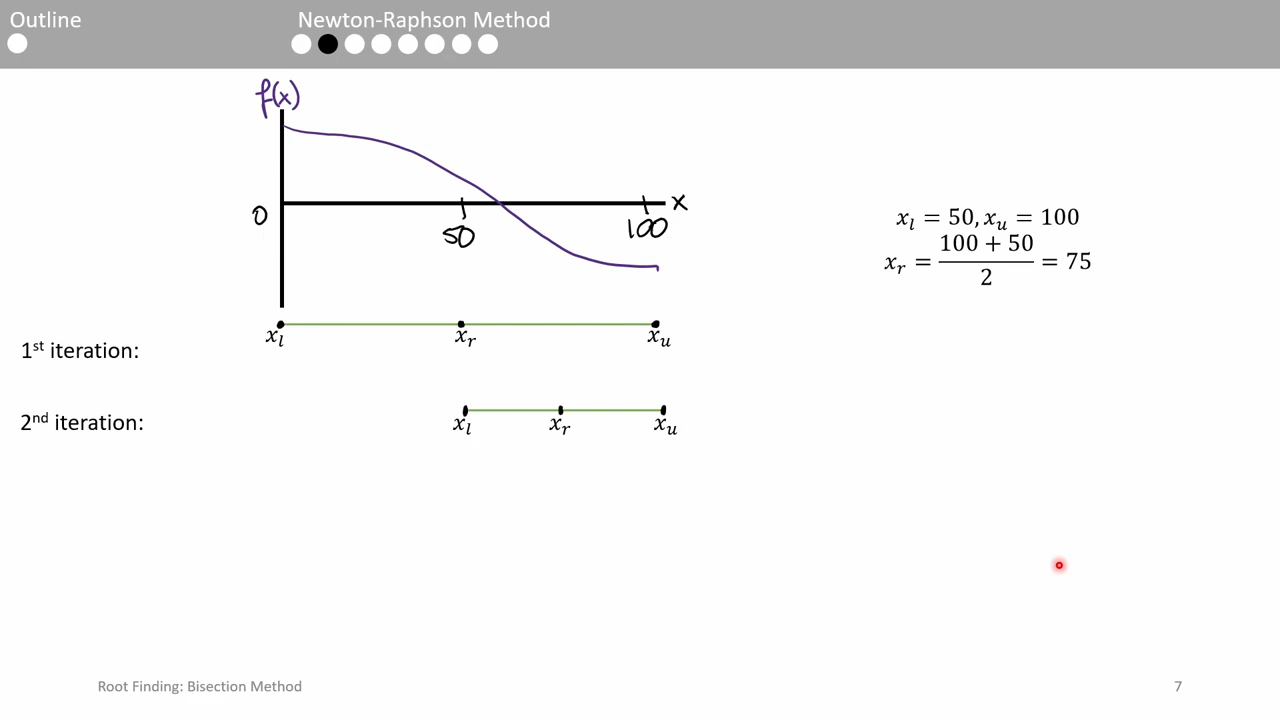 Outline
Newton-Raphson Method
f(x)
x
0
50
100
x_l = 50, x_u = 100
x_r = (100 + 50) / 2 = 75
x_l x_r x_u
1st iteration:
2nd iteration:
x_l x_r x_u
Root Finding: Bisection Method
7